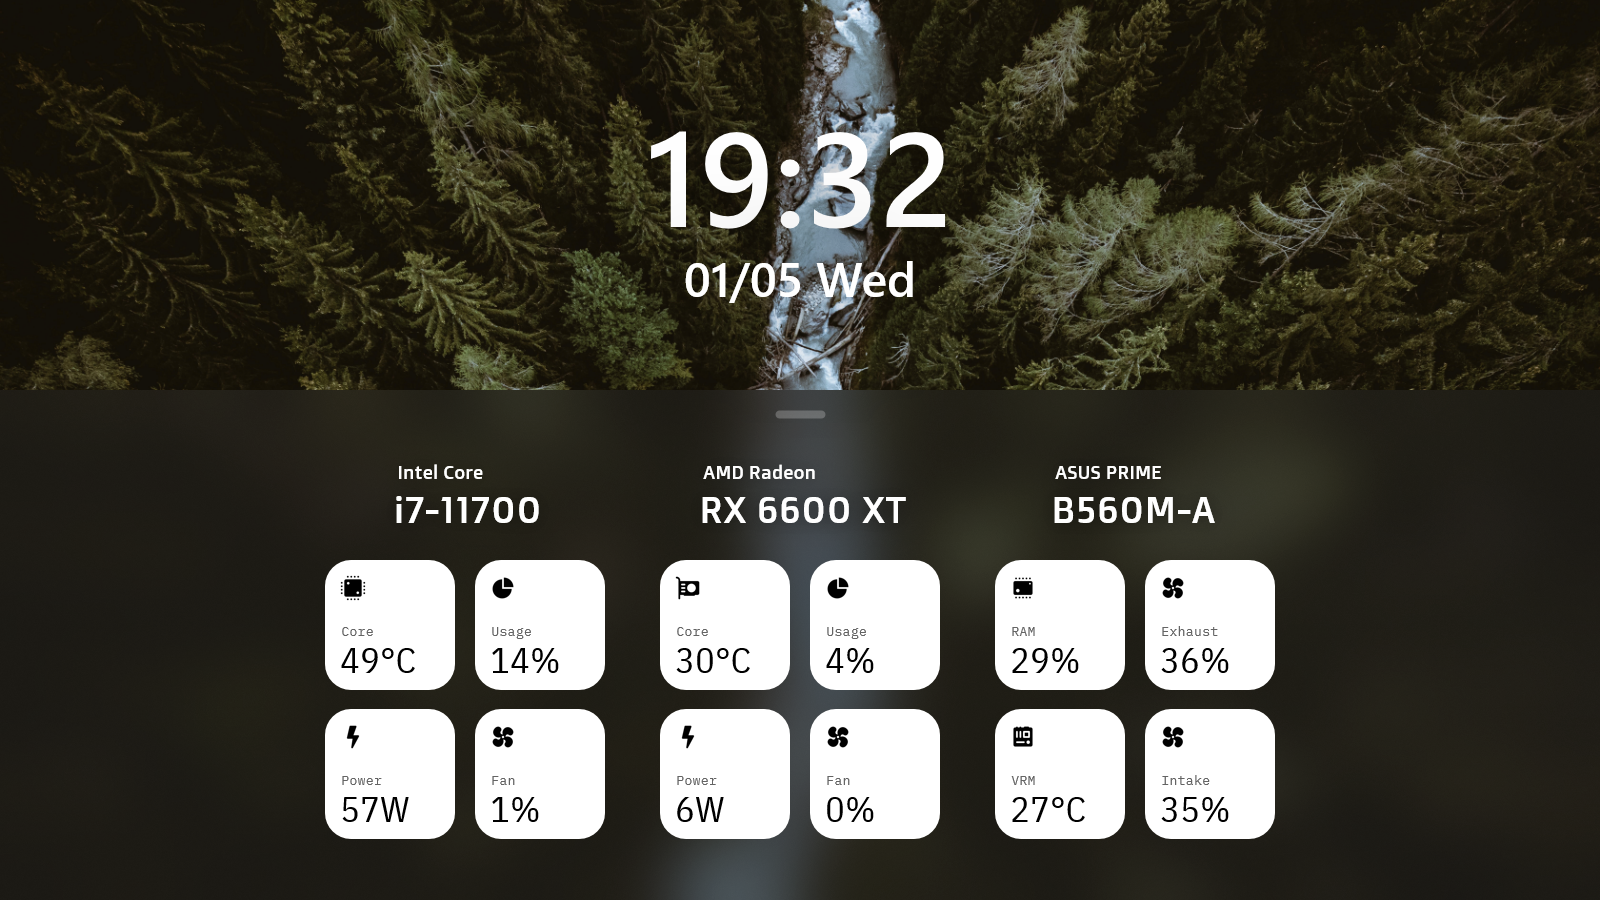 19:32
01/05 Wed
Intel Core
i7-11700
AMD Radeon
RX 6600 XT
ASUS PRIME
B560M-A
Core
49°C
Usage
14%
Core
30°C
Usage
4%
RAM
29%
Exhaust
36%
Power
57W
Fan
1%
Power
6W
Fan
0%
VRM
27°C
Intake
35%